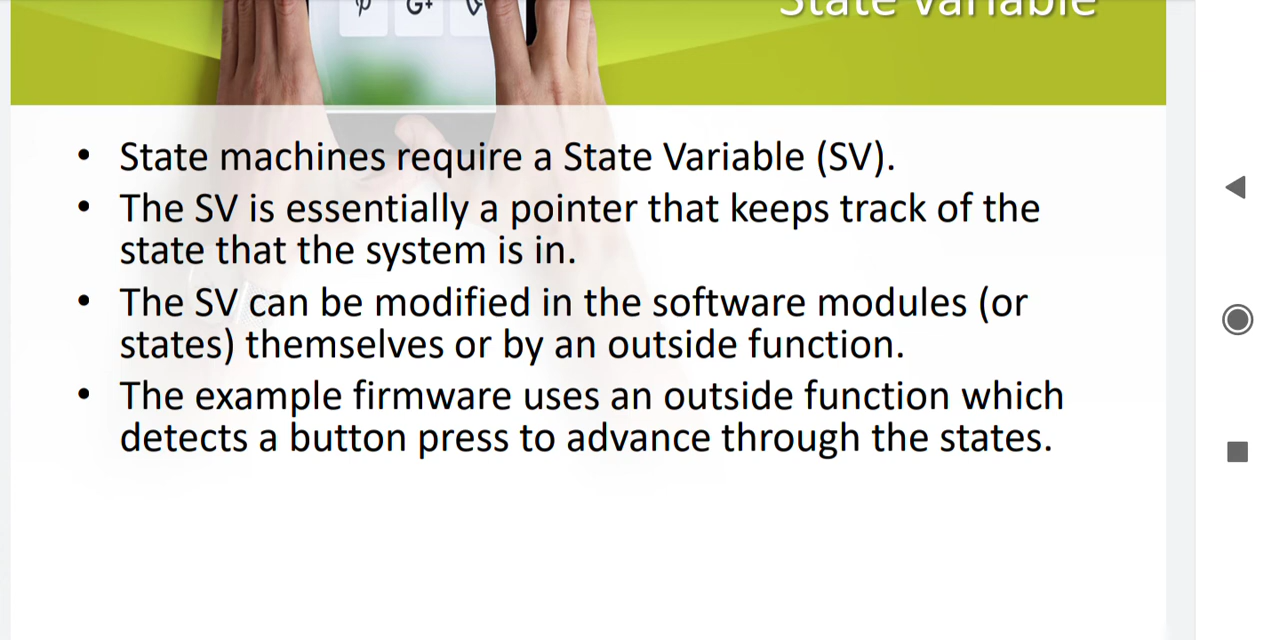 State Variable
• State machines require a State Variable (SV).
• The SV is essentially a pointer that keeps track of the
state that the system is in.
• The SV can be modified in the software modules (or
states) themselves or by an outside function.
• The example firmware uses an outside function which
detects a button press to advance through the states.